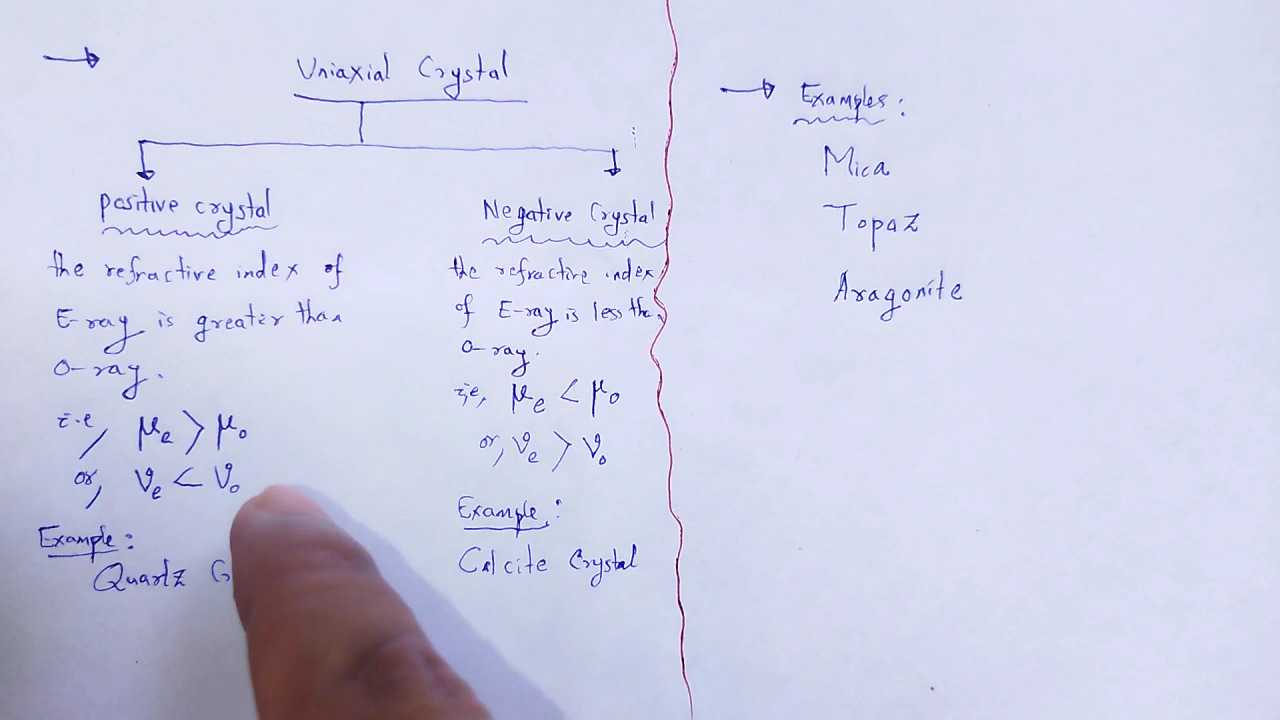 Uniaxial Crystal
positive crystal
the refractive index of
E-ray is greater than
O-ray.
i.e, μe > μo
or, ve < vo
Example:
Quartz
Negative Crystal
the refractive index
of E-ray is less than
O-ray.
i.e, μe < μo
or, ve > vo
Example:
Calcite Crystal
Examples:
Mica
Topaz
Aragonite